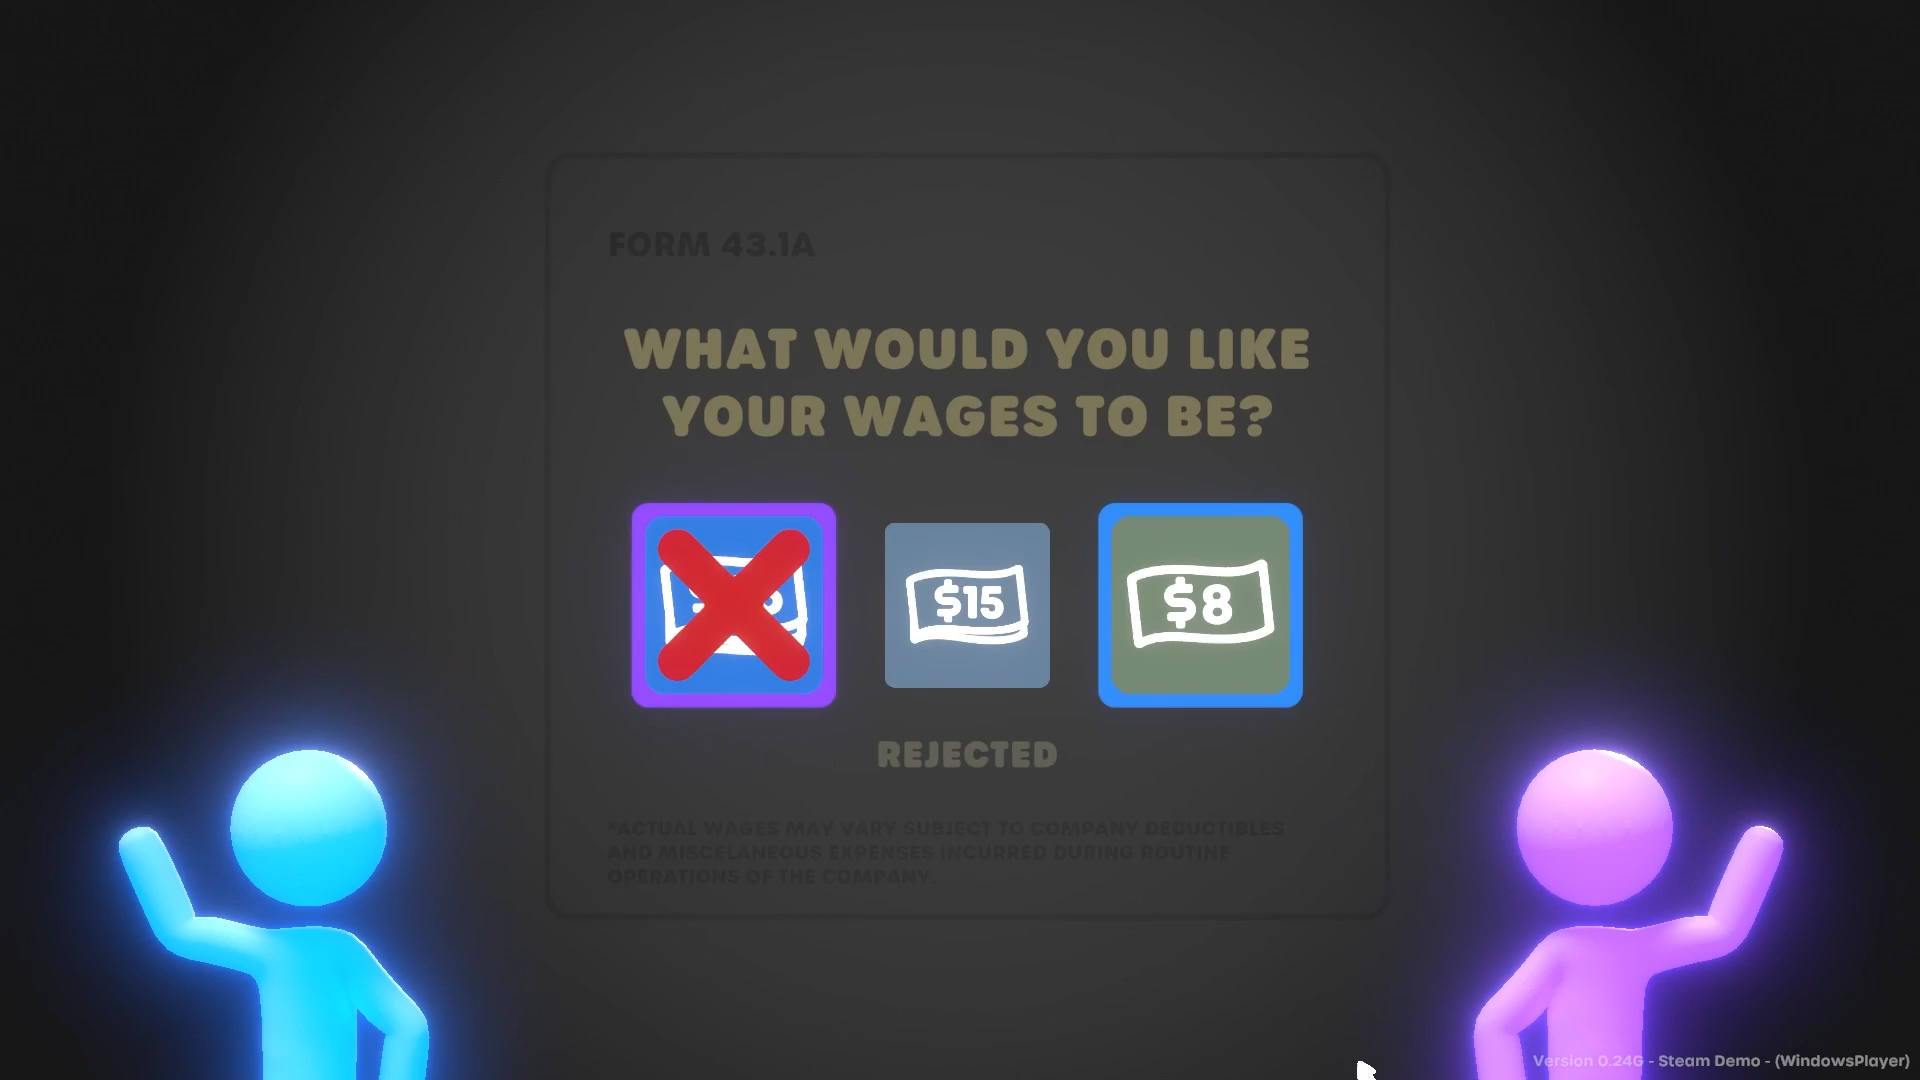 FORM 43.1A
WHAT WOULD YOU LIKE
YOUR WAGES TO BE?
$15
$8
REJECTED
*ACTUAL WAGES MAY VARY SUBJECT TO COMPANY DEDUCTIBLES
AND MISCELANEOUS EXPENSES INCURRED DURING ROUTINE
OPERATIONS OF THE COMPANY.
Version 0.24G - Steam Demo - (WindowsPlayer)